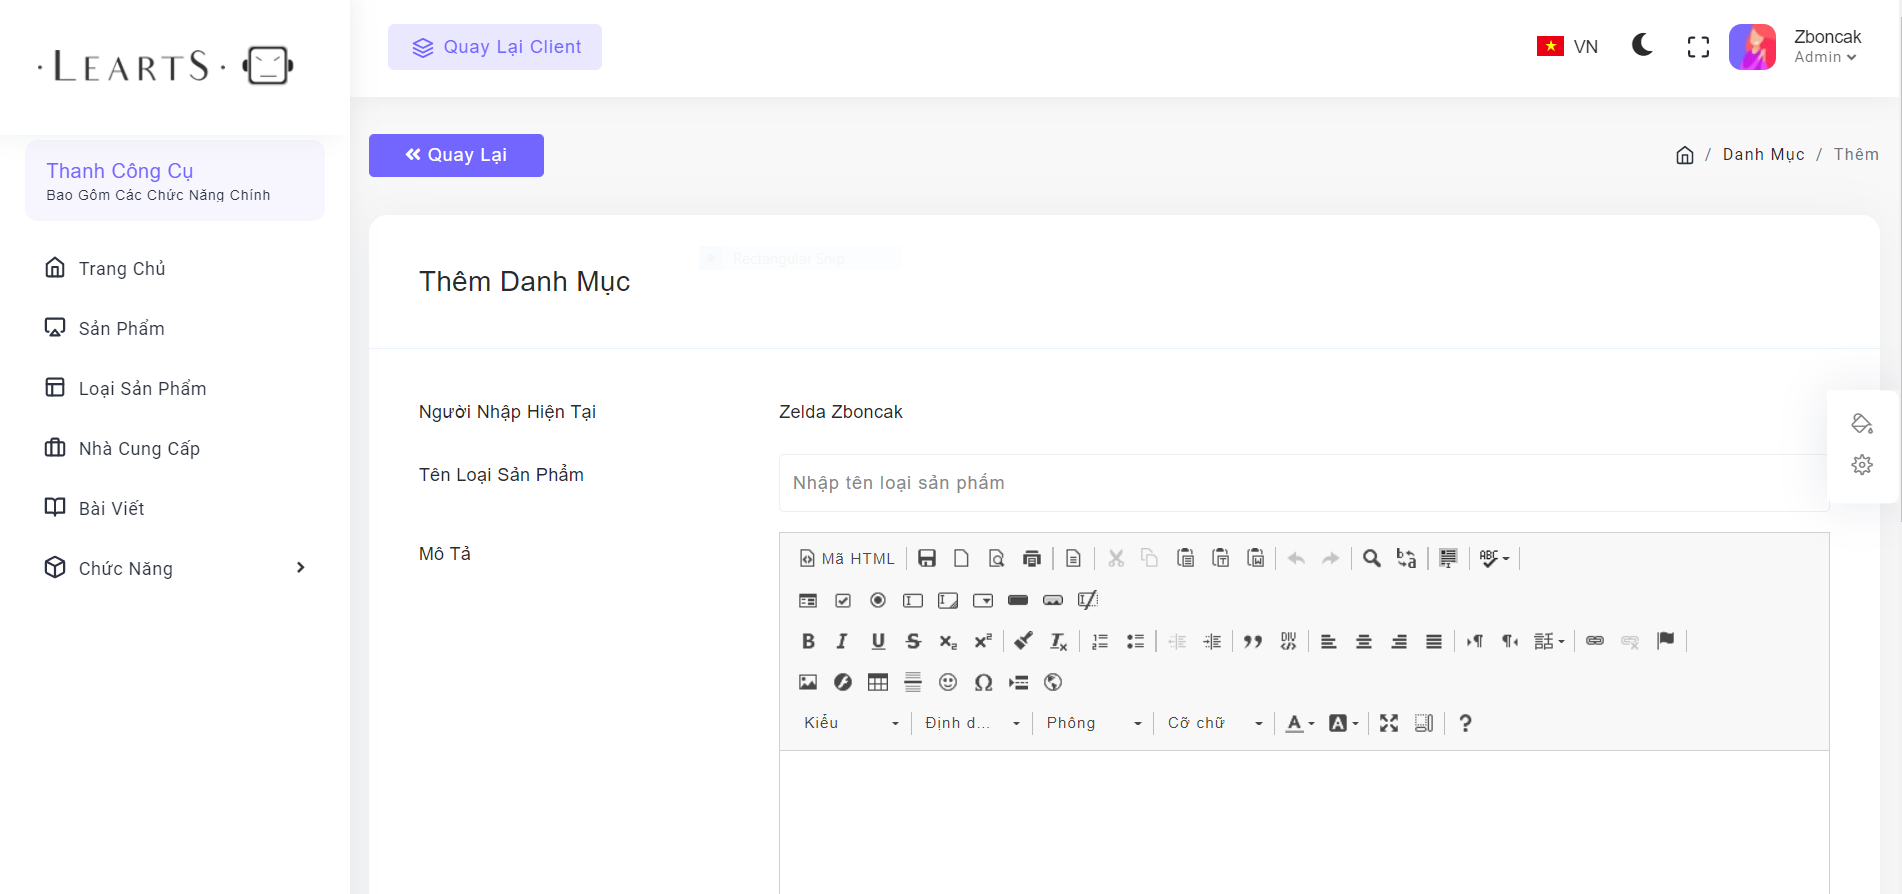 · LEARTS ·
Thanh Công Cụ
Bao Gồm Các Chức Năng Chính
Trang Chủ
Sản Phẩm
Loại Sản Phẩm
Nhà Cung Cấp
Bài Viết
Chức Năng
Quay Lại Client
VN
Zboncak
Admin
Quay Lại
/ Danh Mục / Thêm
Rectangular Snip
Thêm Danh Mục
Người Nhập Hiện Tại
Zelda Zboncak
Tên Loại Sản Phẩm
Nhập tên loại sản phẩm
Mô Tả
Mã HTML
Kiểu
Định d...
Phông
Cỡ chữ